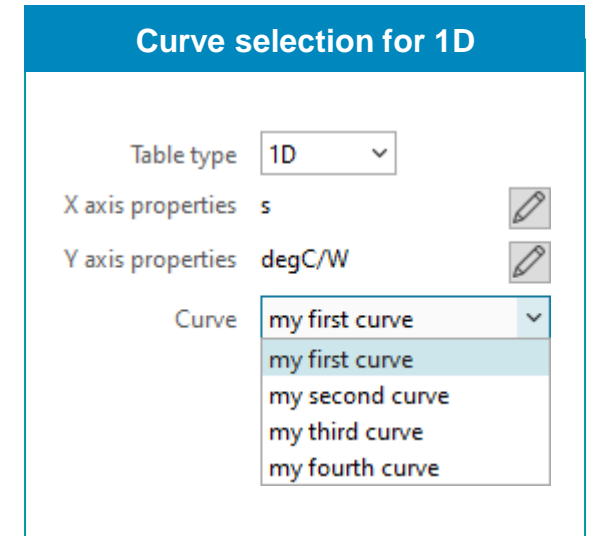 Curve selection for 1D
Table type 1D
X axis properties s
Y axis properties degC/W
Curve my first curve
my first curve
my second curve
my third curve
my fourth curve